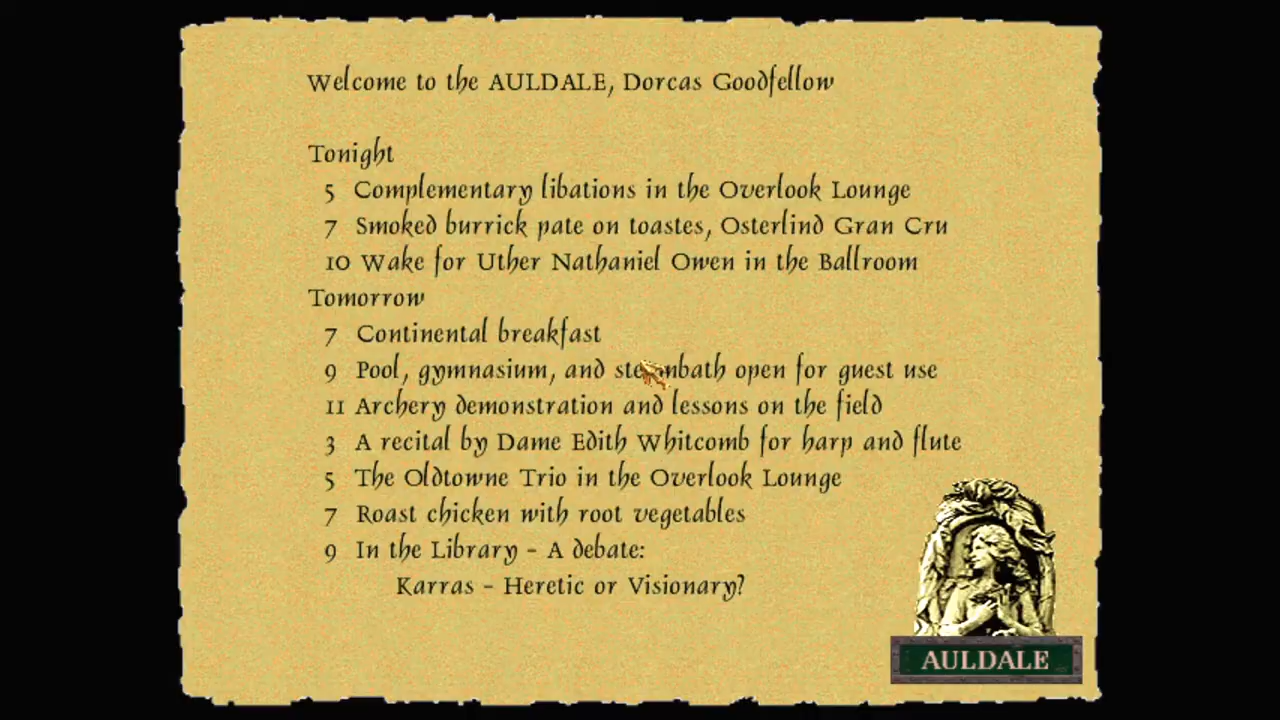 Welcome to the AULDALE, Dorcas Goodfellow
Tonight
5 Complementary libations in the Overlook Lounge
7 Smoked burrick pate on toastes, Osterlind Gran Cru
10 Wake for Uther Nathaniel Owen in the Ballroom
Tomorrow
7 Continental breakfast
9 Pool, gymnasium, and steambath open for guest use
11 Archery demonstration and lessons on the field
3 A recital by Dame Edith Whitcomb for harp and flute
5 The Oldtowne Trio in the Overlook Lounge
7 Roast chicken with root vegetables
9 In the Library - A debate:
Karras - Heretic or Visionary?
AULDALE